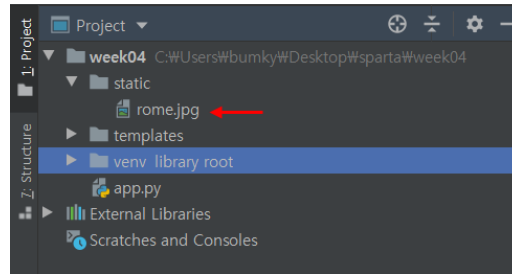 Project
week04 C:₩Users₩bumky₩Desktop₩sparta₩week04
static
rome.jpg
templates
venv library root
app.py
External Libraries
Scratches and Consoles
1: Project
7: Structure